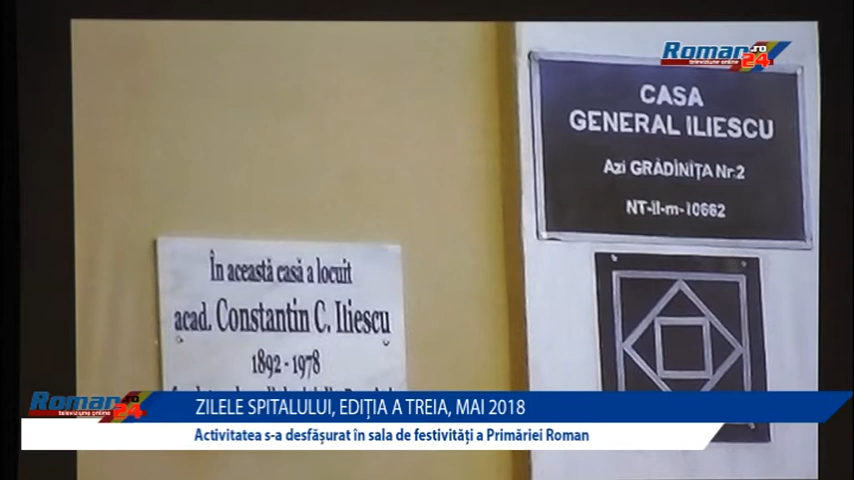 Roman .ro
televiziune online 24
CASA
GENERAL ILIESCU
Azi GRĂDINIȚA Nr.2
NT-II-m-10662
În această casă a locuit
acad. Constantin C. Iliescu
1892 - 1978
Roman .ro
televiziune online 24
ZILELE SPITALULUI, EDIȚIA A TREIA, MAI 2018
Activitatea s-a desfășurat în sala de festivități a Primăriei Roman